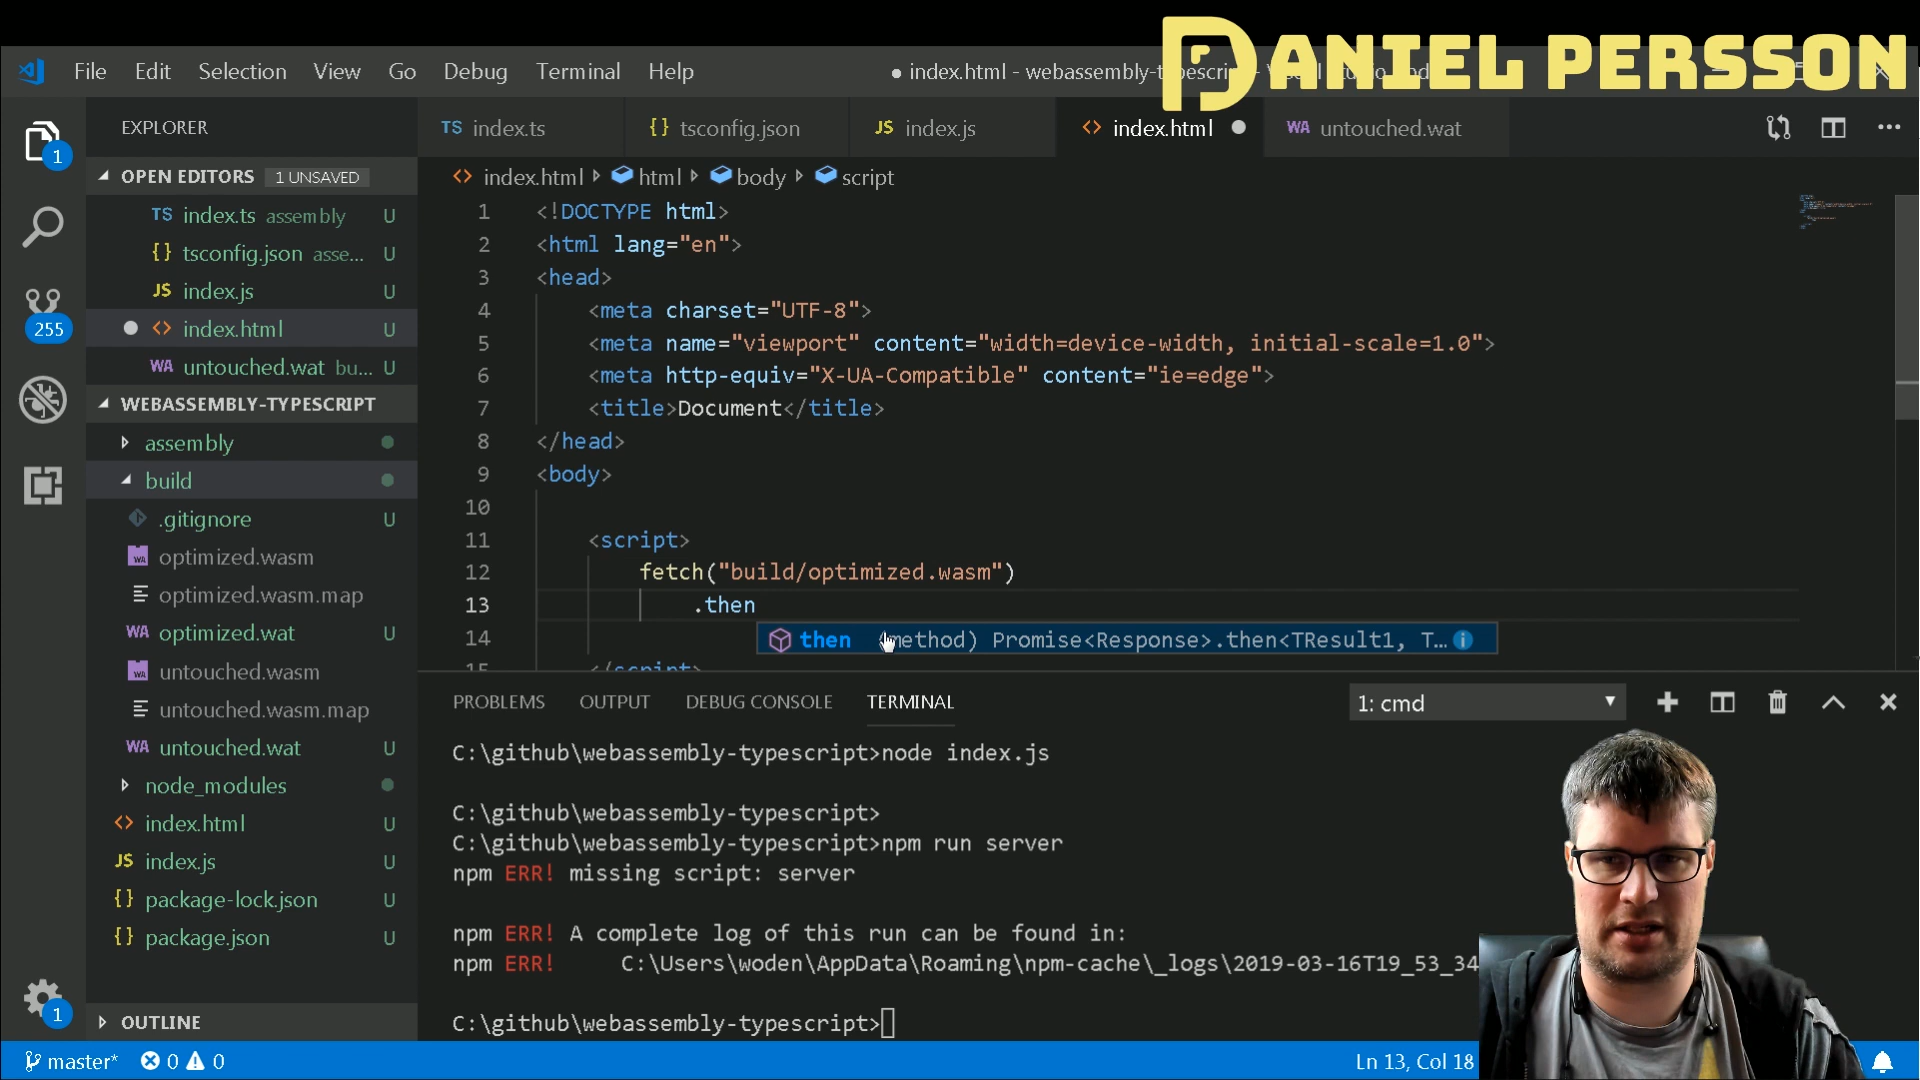 DANIEL PERSSON
File Edit Selection View Go Debug Terminal Help
● index.html - webassembly-typescri
EXPLORER
TS index.ts
{} tsconfig.json
JS index.js
<> index.html ●
WA untouched.wat
OPEN EDITORS 1 UNSAVED
TS index.ts assembly U
{} tsconfig.json asse... U
JS index.js U
● <> index.html U
WA untouched.wat bu... U
WEBASSEMBLY-TYPESCRIPT
assembly
build
.gitignore U
WA optimized.wasm
optimized.wasm.map
WA optimized.wat U
WA untouched.wasm
untouched.wasm.map
WA untouched.wat U
node_modules
<> index.html U
JS index.js U
{} package-lock.json U
{} package.json U
OUTLINE
1
255
1
<> index.html html body script
1 <!DOCTYPE html>
2 <html lang="en">
3 <head>
4 <meta charset="UTF-8">
5 <meta name="viewport" content="width=device-width, initial-scale=1.0">
6 <meta http-equiv="X-UA-Compatible" content="ie=edge">
7 <title>Document</title>
8 </head>
9 <body>
10
11 <script>
12 fetch("build/optimized.wasm")
13 .then
14 then (method) Promise<Response>.then<TResult1, T...
15 </script>
PROBLEMS OUTPUT DEBUG CONSOLE TERMINAL 1: cmd
C:\github\webassembly-typescript>node index.js
C:\github\webassembly-typescript>
C:\github\webassembly-typescript>npm run server
npm ERR! missing script: server
npm ERR! A complete log of this run can be found in:
npm ERR! C:\Users\woden\AppData\Roaming\npm-cache\_logs\2019-03-16T19_53_34
C:\github\webassembly-typescript>
master* 0 0
Ln 13, Col 18